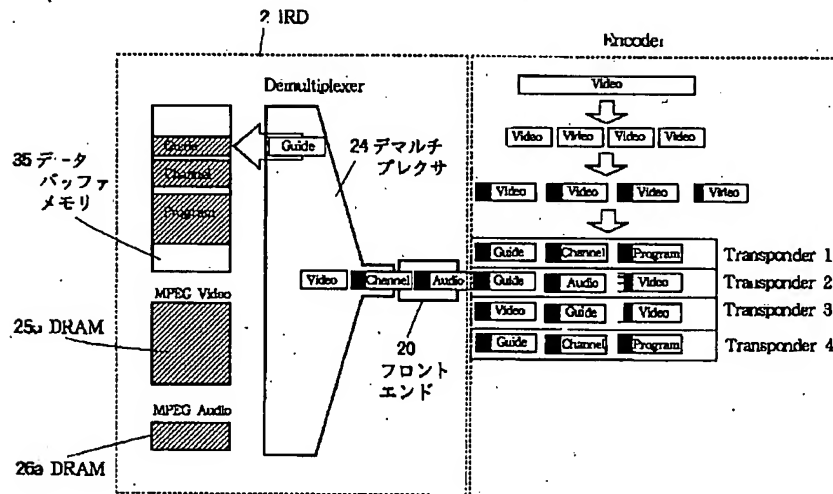 2 IRD
Encoder
Demultiplexer
Video
Video Video Video Video
Video Video Video Video
Guide
24 デマルチ
プレクサ
35 データ
バッファ
メモリ
Guide
Channel
Program
Guide Channel Program Transponder 1
Video Channel Audio Guide Audio Video Transponder 2
Video Guide Video Transponder 3
Guide Channel Program Transponder 4
MPEG Video
25a DRAM
20
フロント
エンド
MPEG Audio
26a DRAM